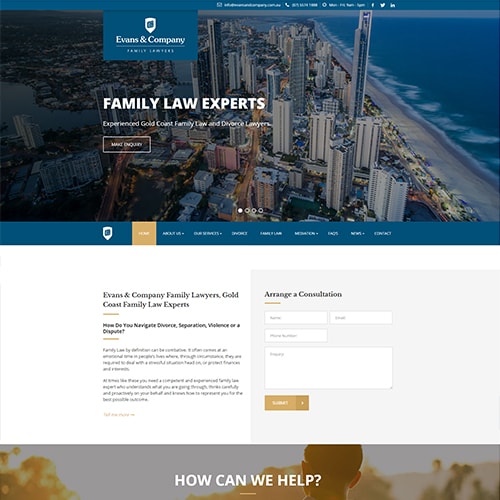 info@evansandcompany.com.au (07) 5574 1888 Mon - Fri: 9am - 5pm
Evans & Company
FAMILY LAWYERS
FAMILY LAW EXPERTS
Experienced Gold Coast Family Law and Divorce Lawyers.
MAKE ENQUIRY
HOME ABOUT US OUR SERVICES DIVORCE FAMILY LAW MEDIATION FAQS NEWS CONTACT
Evans & Company Family Lawyers, Gold
Coast Family Law Experts
How Do You Navigate Divorce, Separation, Violence or a
Dispute?
Family Law by definition can be combative. It often comes at an
emotional time in people's lives where, through circumstance, they are
required to deal with a stressful situation head on, or protect finances
and interests.
At times like these you need a competent and experienced family law
expert who understands what you are going through, thinks carefully
and proactively on your behalf and knows how to represent you for the
best possible outcome.
Tell me more
Arrange a Consultation
Name
Email
Phone Number
Enquiry
SUBMIT
HOW CAN WE HELP?